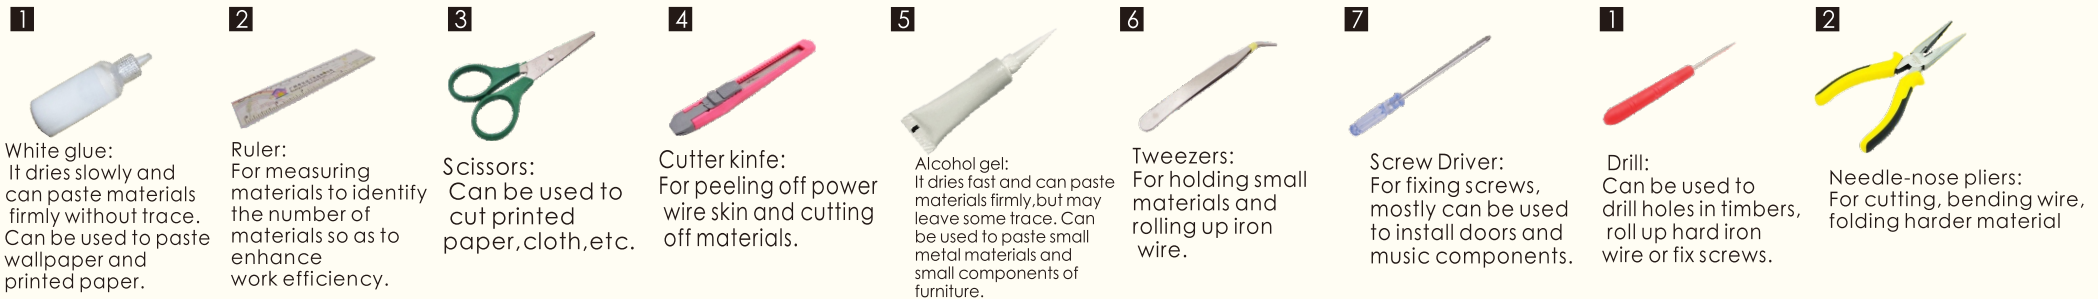 1
White glue:
It dries slowly and
can paste materials
firmly without trace.
Can be used to paste
wallpaper and
printed paper.
2
Ruler:
For measuring
materials to identify
the number of
materials so as to
enhance
work efficiency.
3
Scissors:
Can be used to
cut printed
paper,cloth,etc.
4
Cutter kinfe:
For peeling off power
wire skin and cutting
off materials.
5
Alcohol gel:
It dries fast and can paste
materials firmly,but may
leave some trace. Can
be used to paste small
metal materials and
small components of
furniture.
6
Tweezers:
For holding small
materials and
rolling up iron
wire.
7
Screw Driver:
For fixing screws,
mostly can be used
to install doors and
music components.
1
Drill:
Can be used to
drill holes in timbers,
roll up hard iron
wire or fix screws.
2
Needle-nose pliers:
For cutting, bending wire,
folding harder material